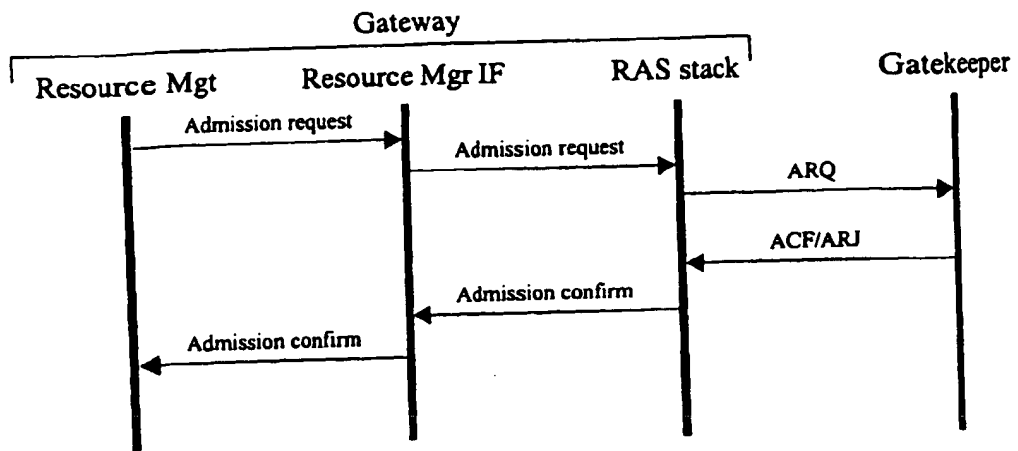 Gateway
Resource Mgt
Resource Mgr IF
RAS stack
Gatekeeper
Admission request
Admission request
ARQ
ACF/ARJ
Admission confirm
Admission confirm